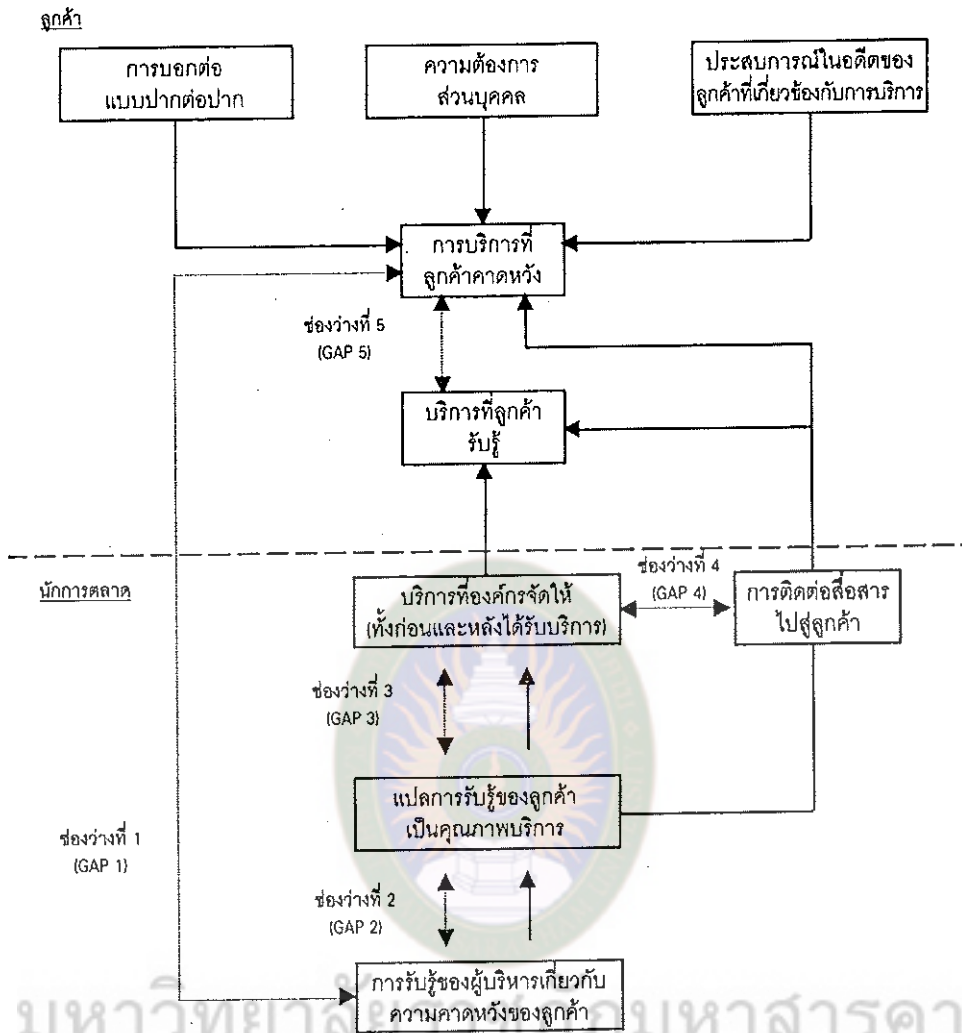 ลูกค้า
การบอกต่อ
แบบปากต่อปาก
ความต้องการ
ส่วนบุคคล
ประสบการณ์ในอดีตของ
ลูกค้าที่เกี่ยวข้องกับการบริการ
การบริการที่
ลูกค้าคาดหวัง
ช่องว่างที่ 5
(GAP 5)
บริการที่ลูกค้า
รับรู้
นักการตลาด
บริการที่องค์กรจัดให้
(ทั้งก่อนและหลังได้รับบริการ)
ช่องว่างที่ 4
(GAP 4)
การติดต่อสื่อสาร
ไปสู่ลูกค้า
ช่องว่างที่ 3
(GAP 3)
แปลการรับรู้ของลูกค้า
เป็นคุณภาพบริการ
ช่องว่างที่ 1
(GAP 1)
ช่องว่างที่ 2
(GAP 2)
การรับรู้ของผู้บริหารเกี่ยวกับ
ความคาดหวังของลูกค้า